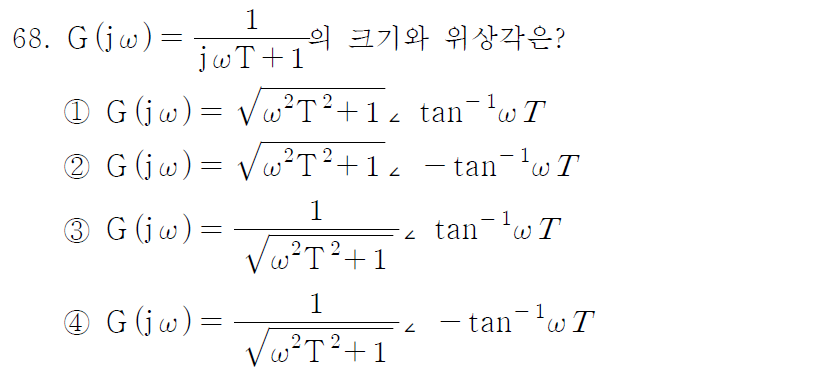 68. G(jω)=1/(jωT+1)의 크기와 위상각은?
① G(jω)=√(ω²T²+1)∠ tan⁻¹ωT
② G(jω)=√(ω²T²+1)∠ -tan⁻¹ωT
③ G(jω)=1/√(ω²T²+1)∠ tan⁻¹ωT
④ G(jω)=1/√(ω²T²+1)∠ -tan⁻¹ωT